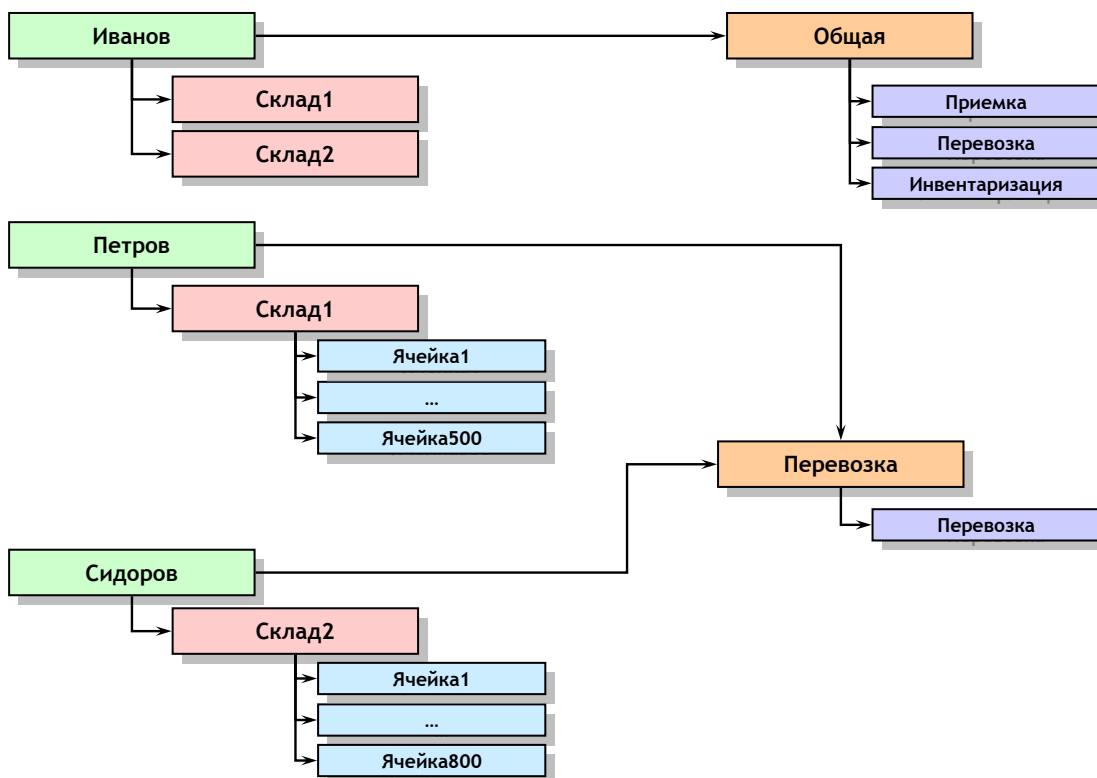 Иванов
Общая
Склад1
Приемка
Склад2
Перевозка
Инвентаризация
Петров
Склад1
Ячейка1
...
Ячейка500
Перевозка
Перевозка
Сидоров
Склад2
Ячейка1
...
Ячейка800